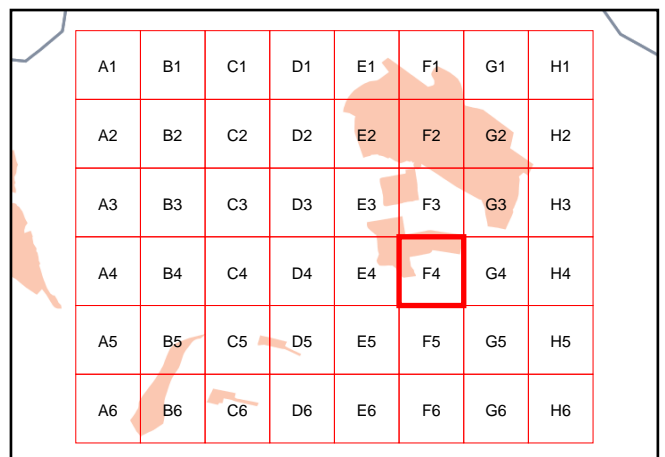 A1 B1 C1 D1 E1 F1 G1 H1
A2 B2 C2 D2 E2 F2 G2 H2
A3 B3 C3 D3 E3 F3 G3 H3
A4 B4 C4 D4 E4 F4 G4 H4
A5 B5 C5 D5 E5 F5 G5 H5
A6 B6 C6 D6 E6 F6 G6 H6